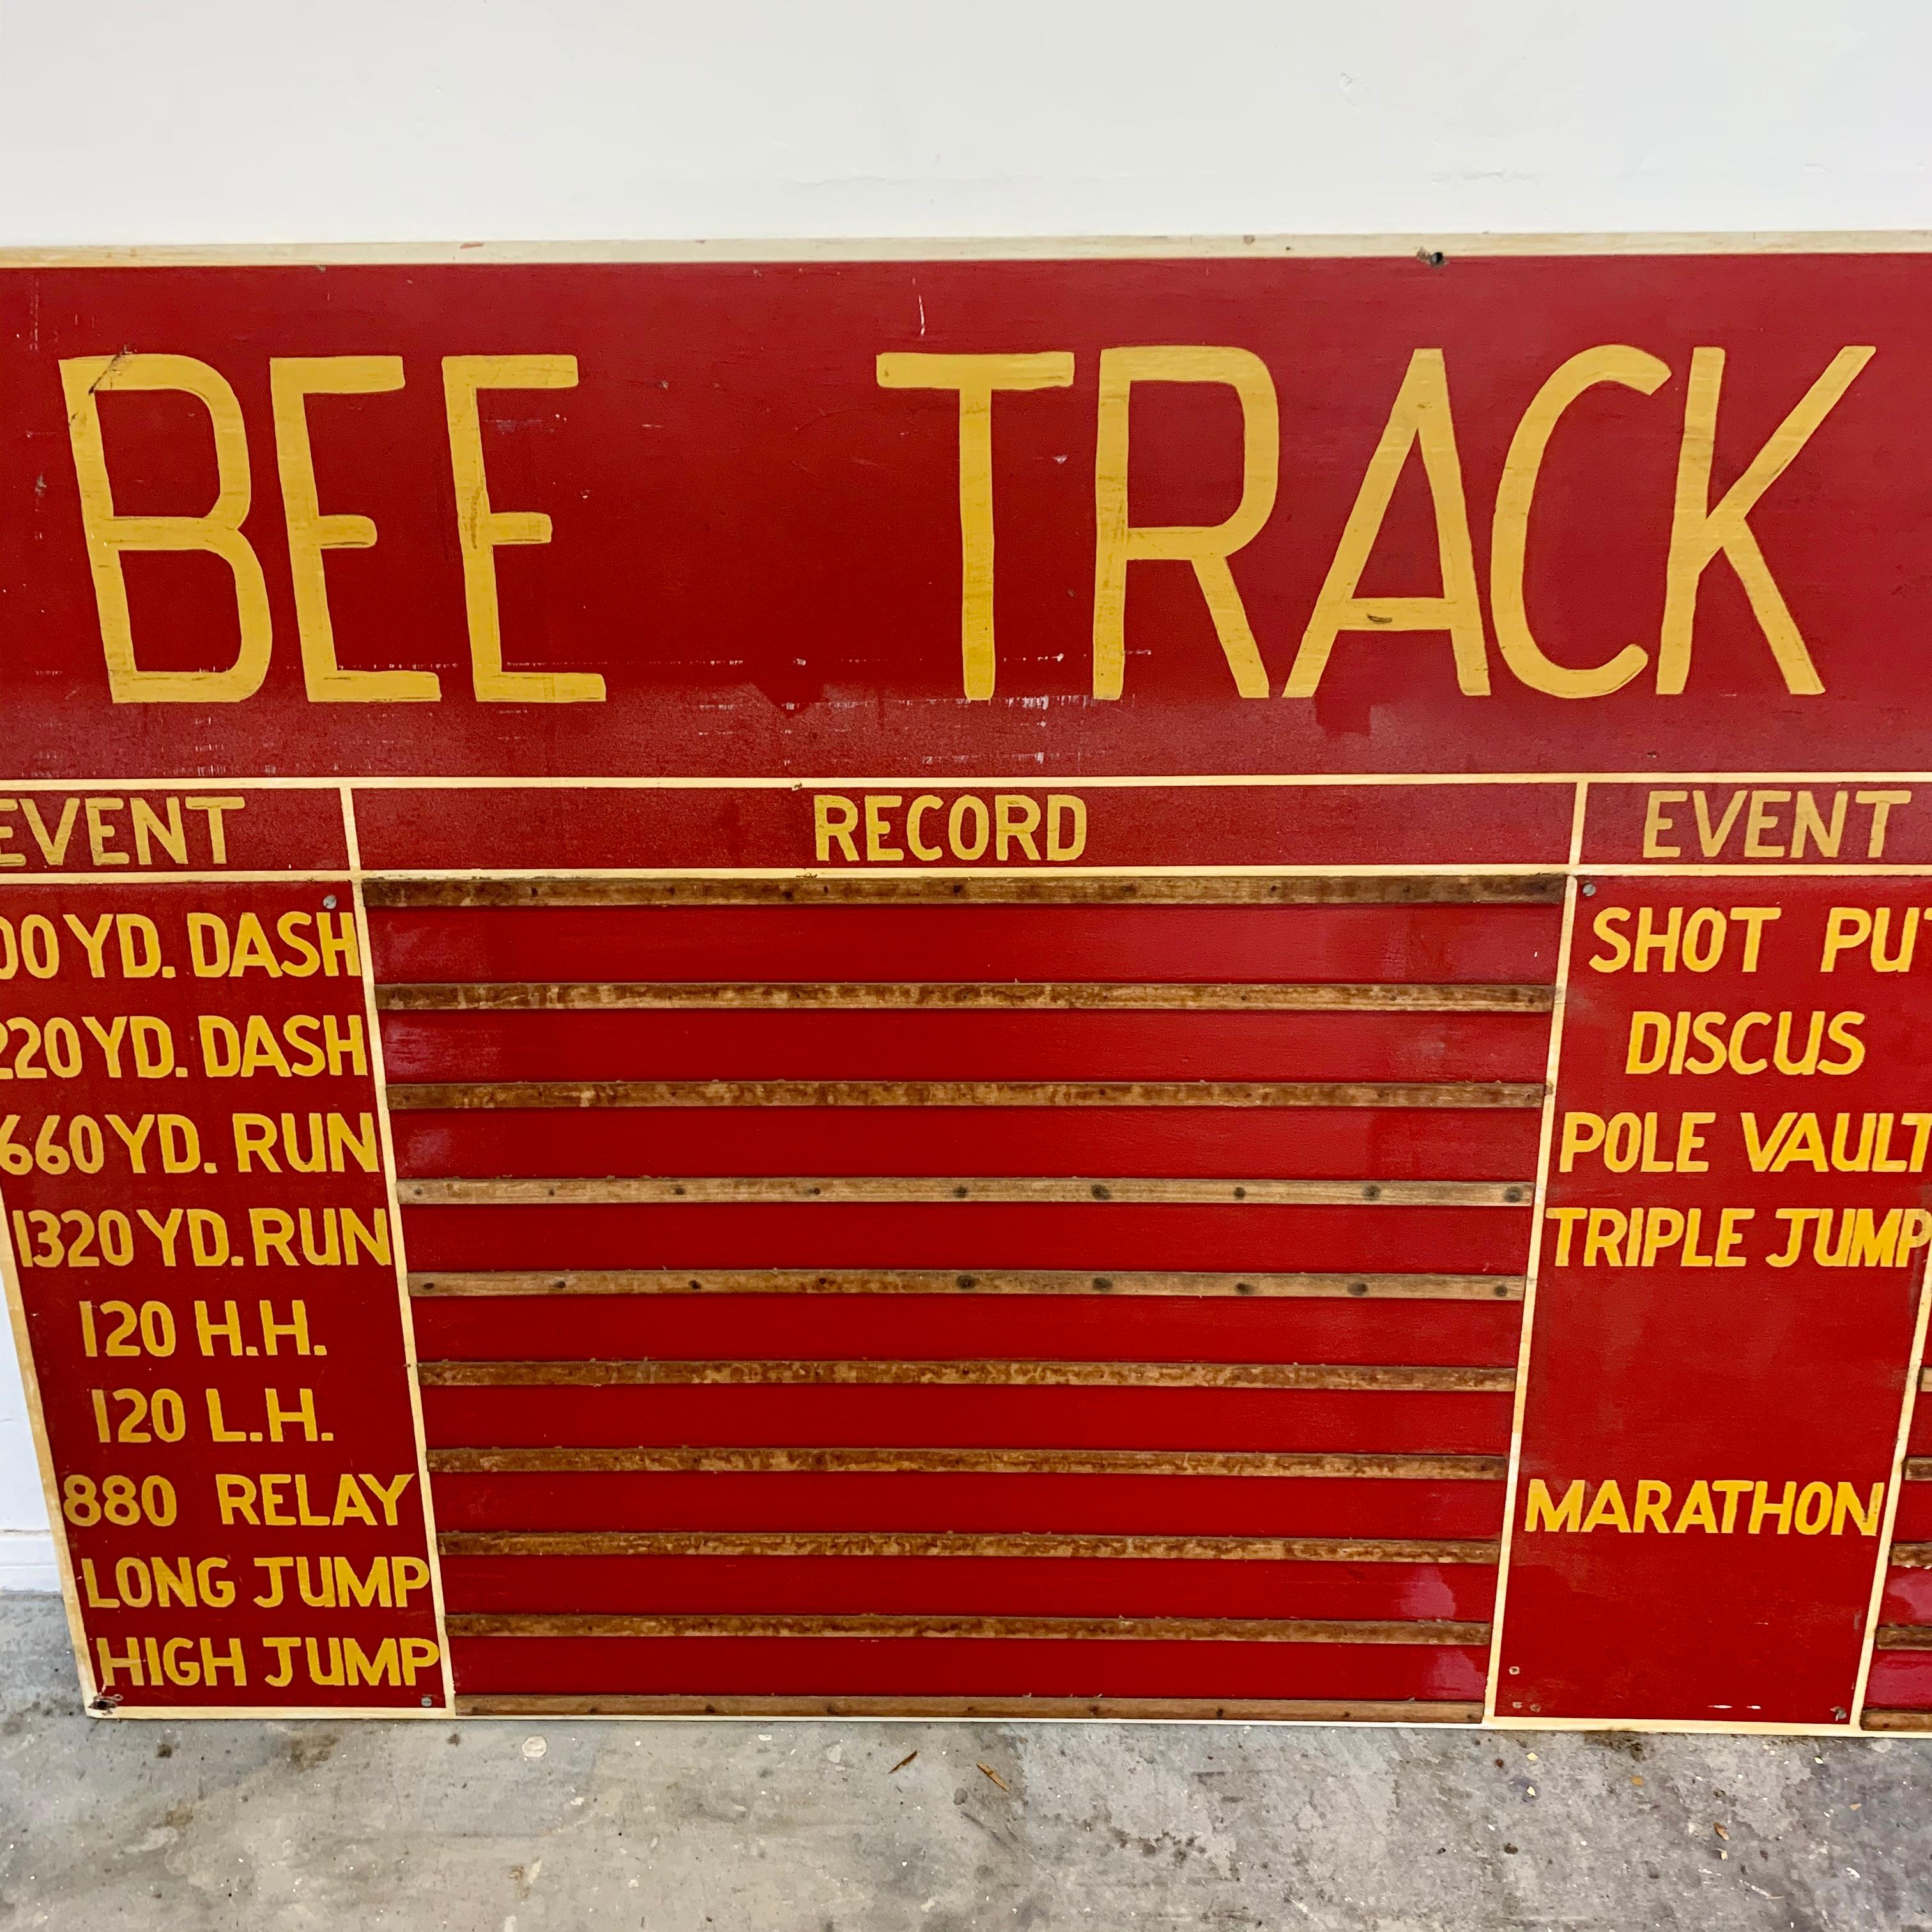 BEE TRACK
EVENT RECORD EVENT
00 YD. DASH
220 YD. DASH
660 YD. RUN
1320 YD. RUN
120 H.H.
120 L.H.
880 RELAY
LONG JUMP
HIGH JUMP
SHOT PUT
DISCUS
POLE VAULT
TRIPLE JUMP
MARATHON